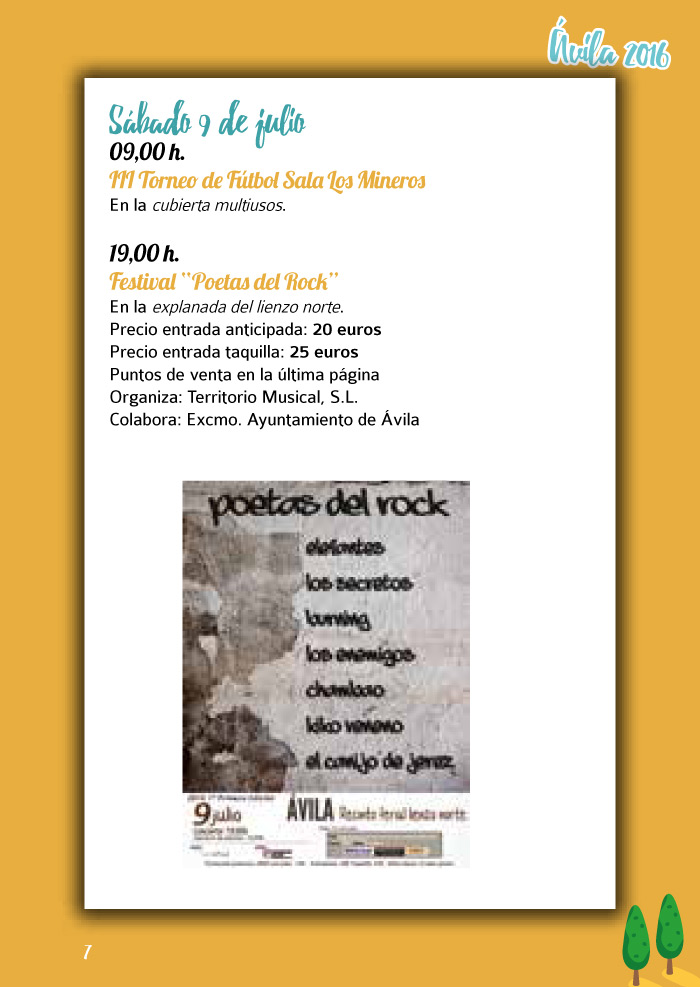 Ávila 2016
Sábado 9 de julio
09,00 h.
III Torneo de Fútbol Sala Los Mineros
En la cubierta multiusos.
19,00 h.
Festival "Poetas del Rock"
En la explanada del lienzo norte.
Precio entrada anticipada: 20 euros
Precio entrada taquilla: 25 euros
Puntos de venta en la última página
Organiza: Territorio Musical, S.L.
Colabora: Excmo. Ayuntamiento de Ávila
poetas del rock
elefantes
los secretos
burning
los enemigos
chambao
kiko veneno
el canijo de jerez
9 julio
ÁVILA Recinto ferial lienzo norte
7